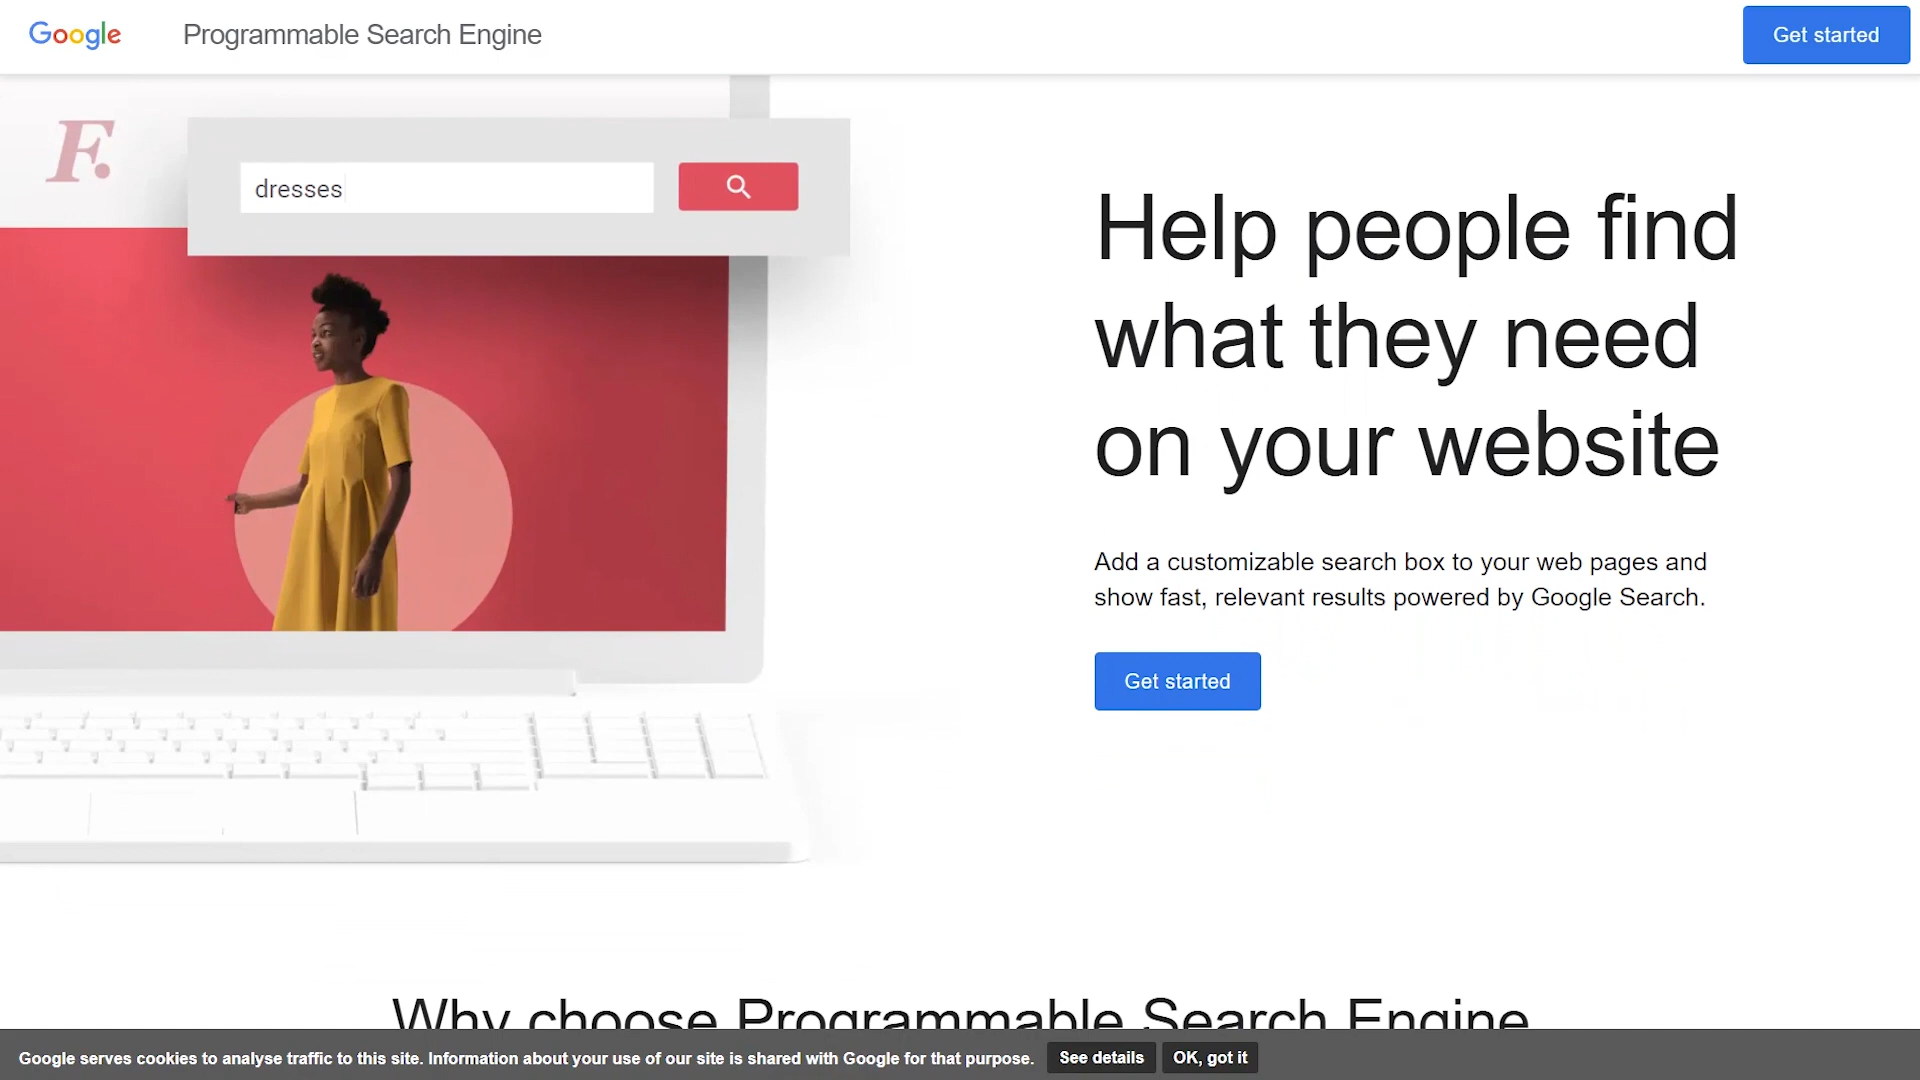 Google Programmable Search Engine Get started
F.
dresses
Help people find
what they need
on your website
Add a customizable search box to your web pages and
show fast, relevant results powered by Google Search.
Get started
Why choose Programmable Search Engine
Google serves cookies to analyse traffic to this site. Information about your use of our site is shared with Google for that purpose. See details OK, got it